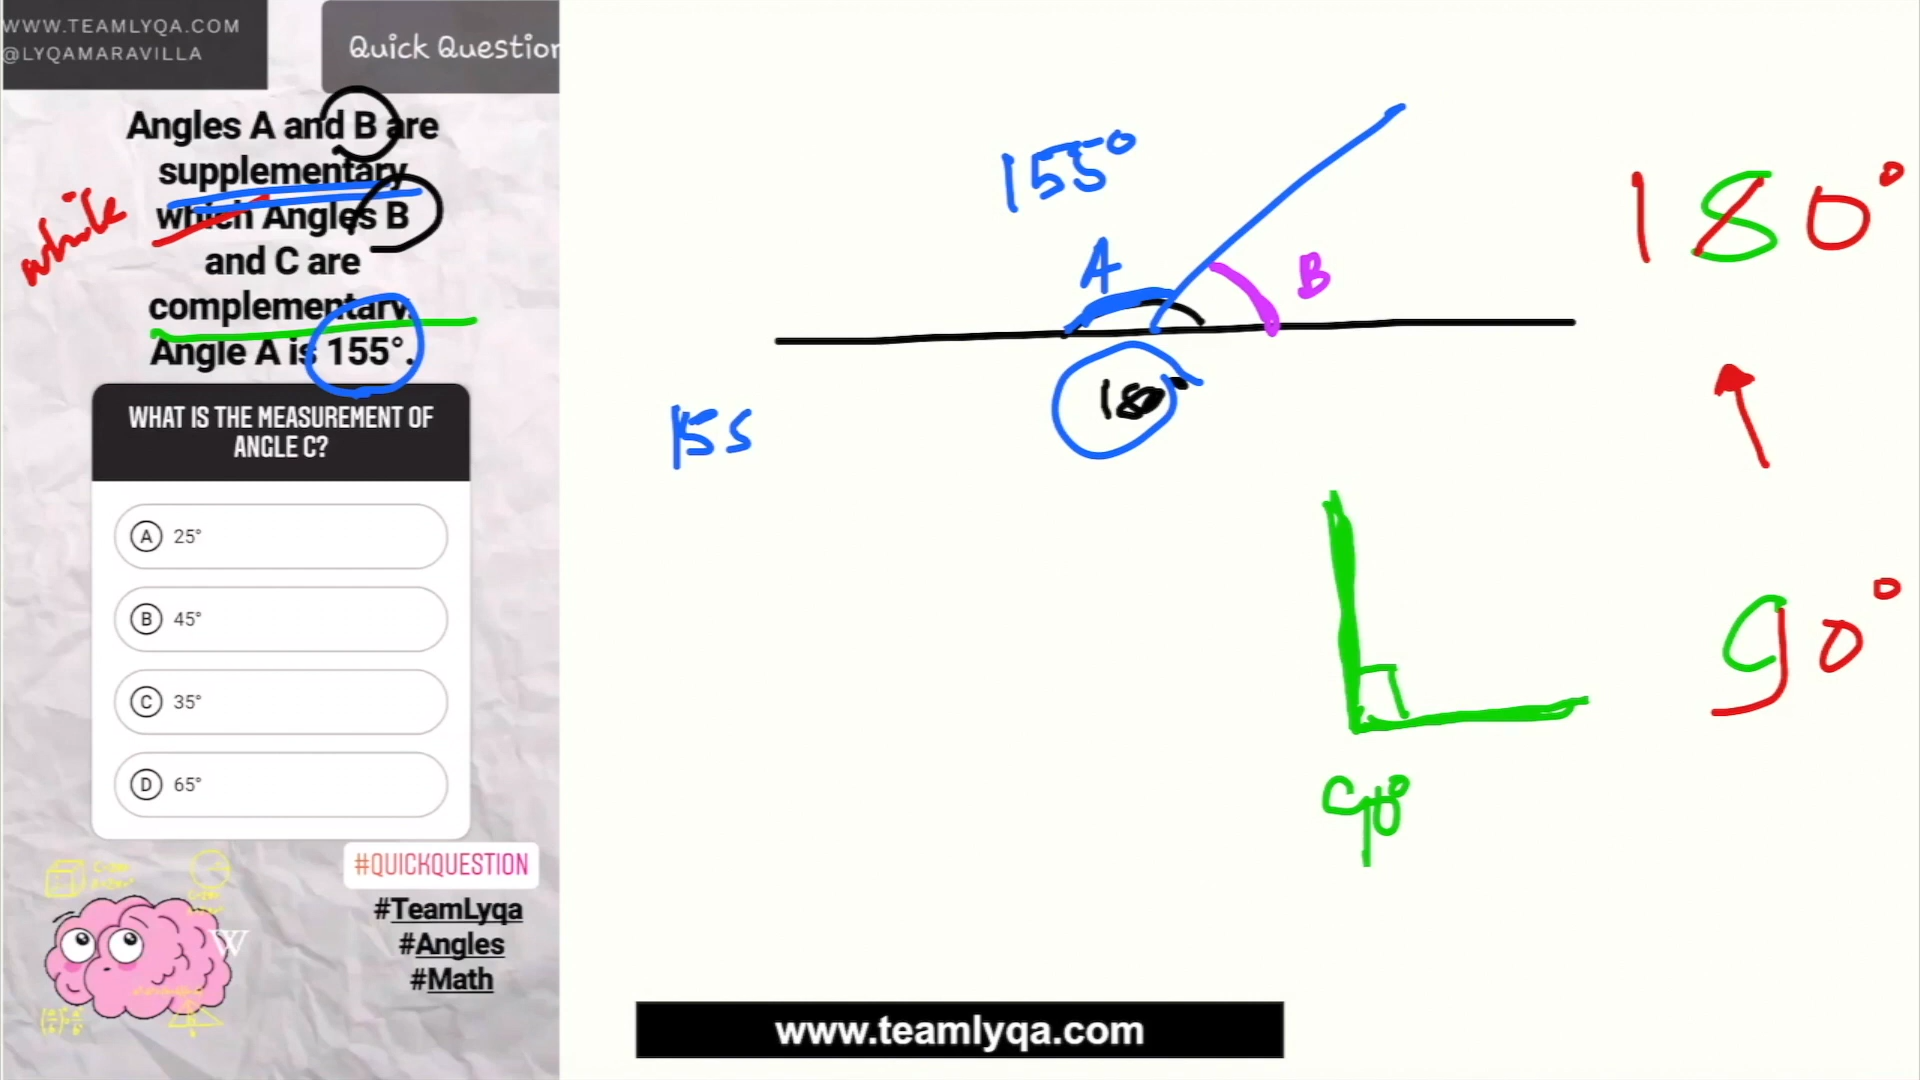 WWW.TEAMLYQA.COM
@LYQAMARAVILLA
Quick Question
Angles A and B are
supplementary
which Angles B
while
and C are
complementary.
Angle A is 155°.
WHAT IS THE MEASUREMENT OF
ANGLE C?
A 25°
B 45°
C 35°
D 65°
#QUICKQUESTION
#TeamLyqa
#Angles
#Math
W
155°
A
B
180°
155
180°
90°
90°
www.teamlyqa.com